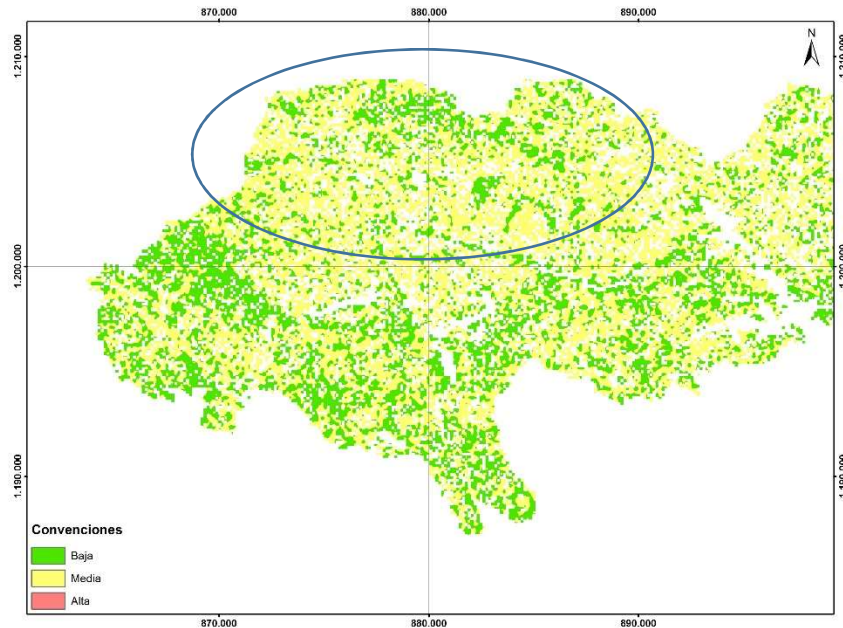 870.000 880.000 890.000
N
1.210.000 1.210.000
1.200.000 1.200.000
1.190.000 1.190.000
Convenciones
Baja
Media
Alta
870.000 880.000 890.000